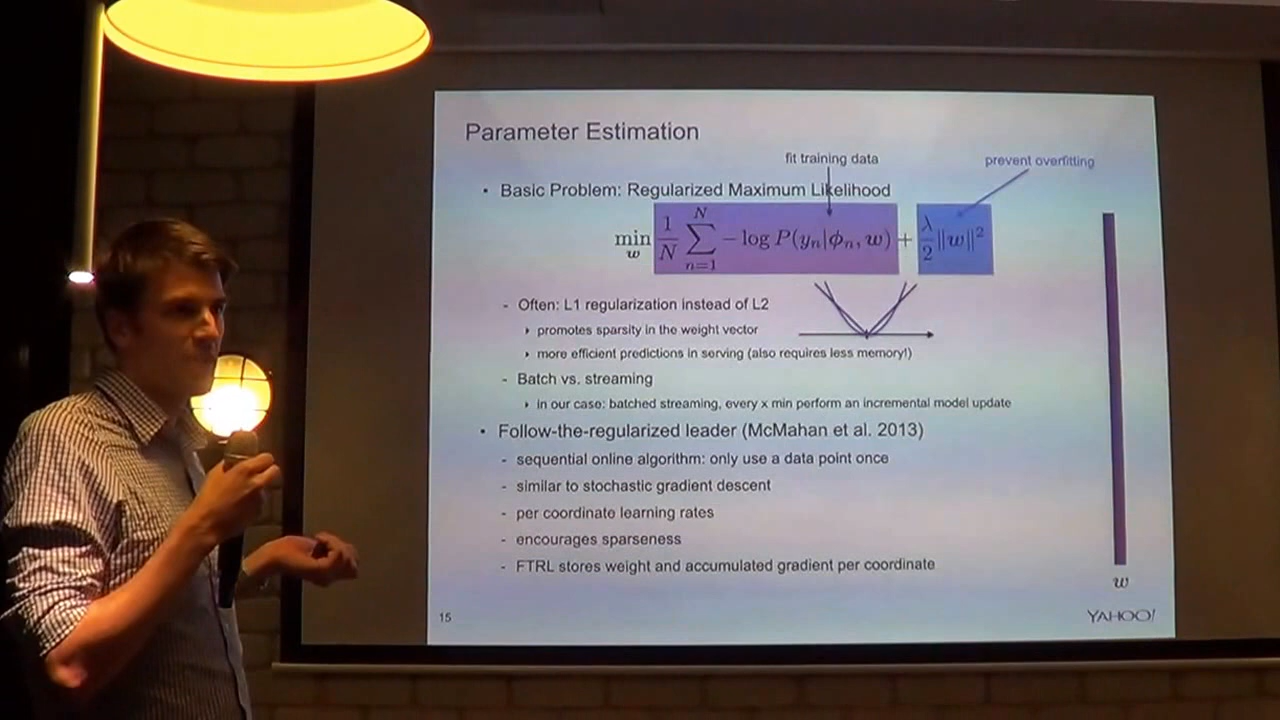 Parameter Estimation
fit training data
prevent overfitting
• Basic Problem: Regularized Maximum Likelihood
min_w 1/N ∑_{n=1}^{N} − log P(y_n|ϕ_n, w) + λ/2 ‖w‖²
- Often: L1 regularization instead of L2
‣ promotes sparsity in the weight vector
‣ more efficient predictions in serving (also requires less memory!)
- Batch vs. streaming
‣ in our case: batched streaming, every x min perform an incremental model update
• Follow-the-regularized leader (McMahan et al. 2013)
- sequential online algorithm: only use a data point once
- similar to stochastic gradient descent
- per coordinate learning rates
- encourages sparseness
- FTRL stores weight and accumulated gradient per coordinate
w
15
YAHOO!